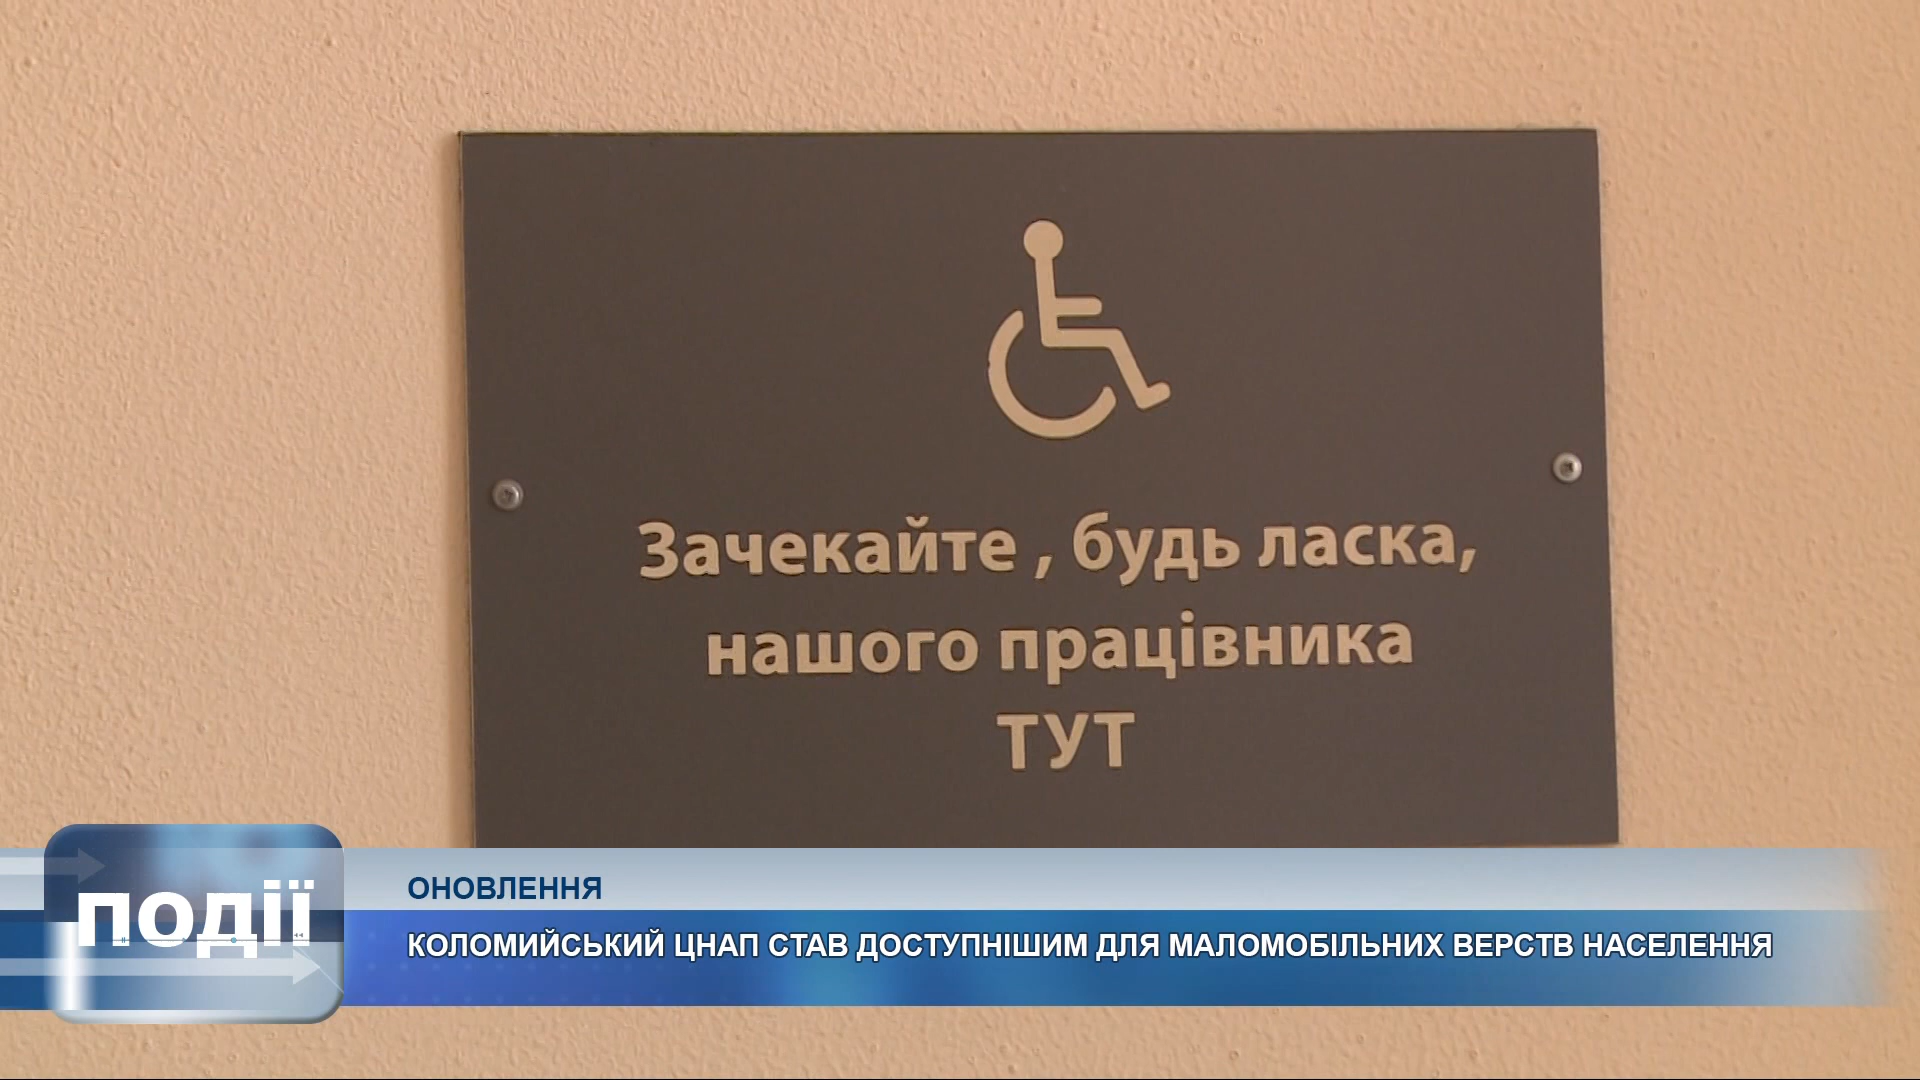 Зачекайте , будь ласка,
нашого працівника
ТУТ
події
ОНОВЛЕННЯ
КОЛОМИЙСЬКИЙ ЦНАП СТАВ ДОСТУПНІШИМ ДЛЯ МАЛОМОБІЛЬНИХ ВЕРСТВ НАСЕЛЕННЯ